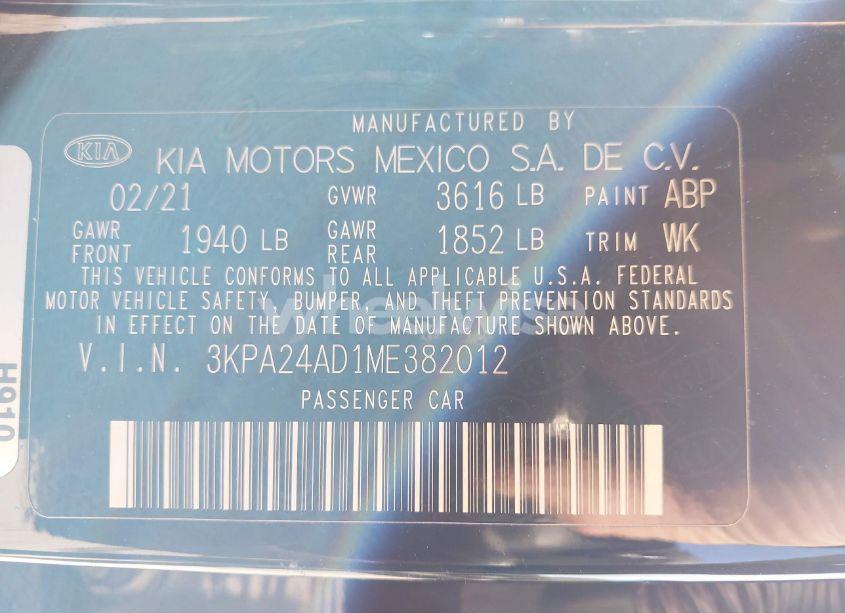 MANUFACTURED BY
KIA KIA MOTORS MEXICO S.A. DE C.V.
02/21 GVWR 3616 LB PAINT ABP
GAWR FRONT 1940 LB GAWR REAR 1852 LB TRIM WK
THIS VEHICLE CONFORMS TO ALL APPLICABLE U.S.A. FEDERAL
MOTOR VEHICLE SAFETY, BUMPER, AND THEFT PREVENTION STANDARDS
IN EFFECT ON THE DATE OF MANUFACTURE SHOWN ABOVE.
V.I.N. 3KPA24AD1ME382012
PASSENGER CAR
H910